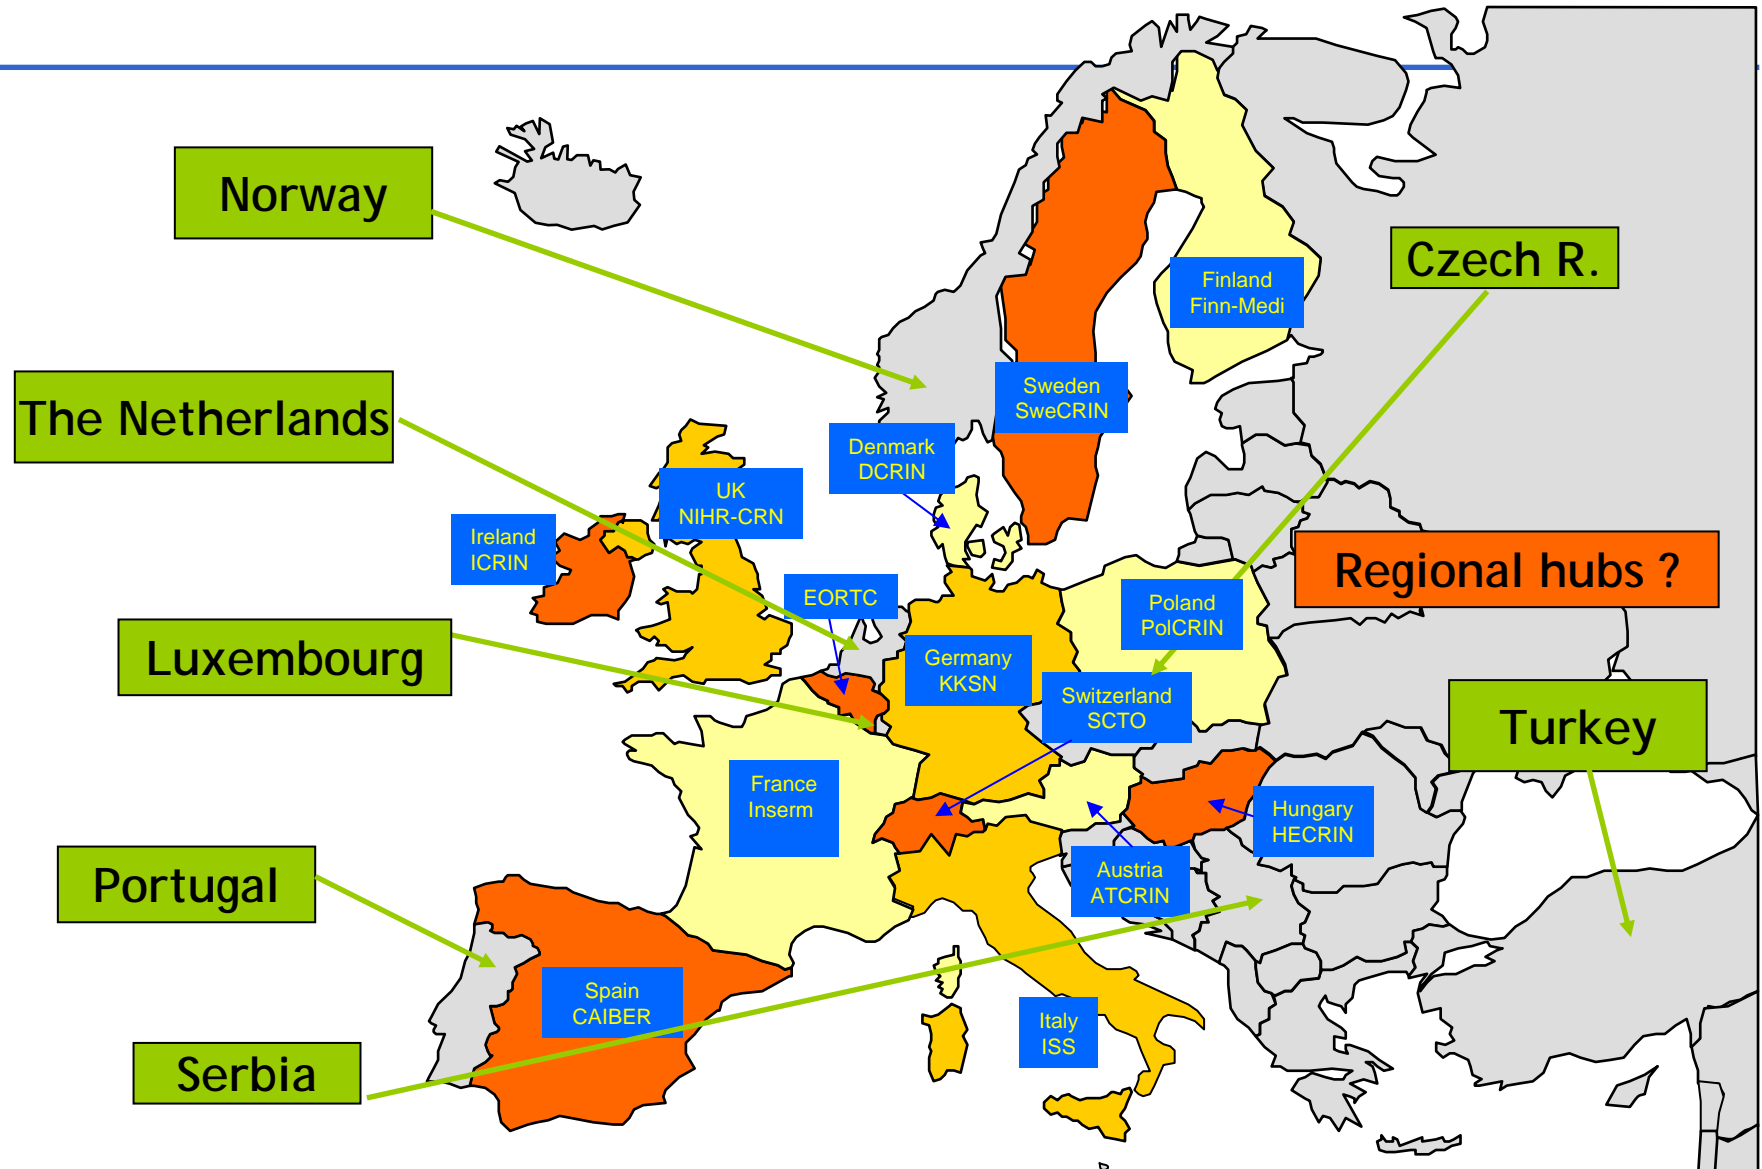 Norway
Czech R.
Finland
Finn-Medi
The Netherlands
Sweden
SweCRIN
Denmark
DCRIN
UK
NIHR-CRN
Ireland
ICRIN
Regional hubs ?
EORTC
Poland
PolCRIN
Luxembourg
Germany
KKSN
Switzerland
SCTO
Turkey
France
Inserm
Hungary
HECRIN
Portugal
Austria
ATCRIN
Spain
CAIBER
Italy
ISS
Serbia